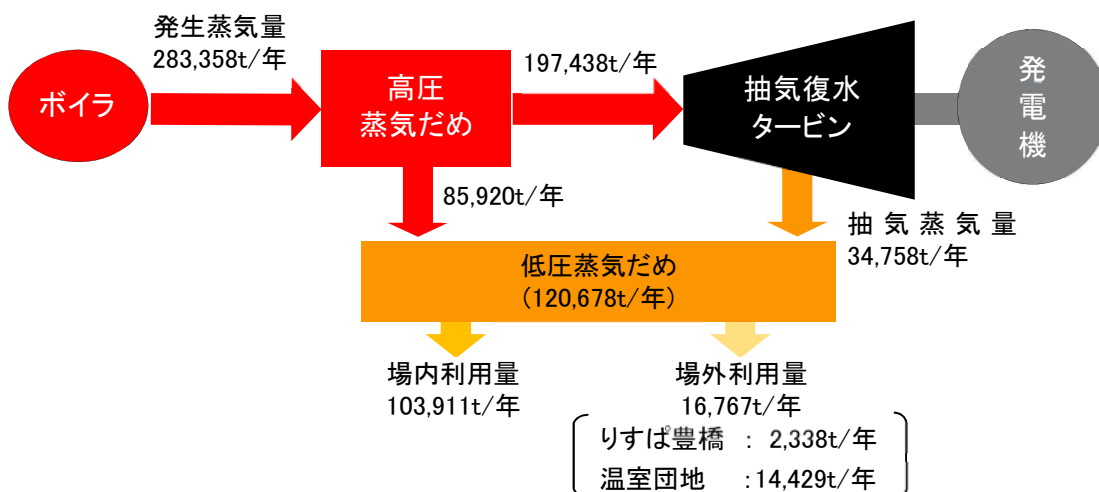 発生蒸気量
283,358t/年
ボイラ
高圧
蒸気だめ
197,438t/年
抽気復水
タービン
発
電
機
85,920t/年
抽気蒸気量
34,758t/年
低圧蒸気だめ
(120,678t/年)
場内利用量
103,911t/年
場外利用量
16,767t/年
りすぱ豊橋 : 2,338t/年
温室団地 :14,429t/年